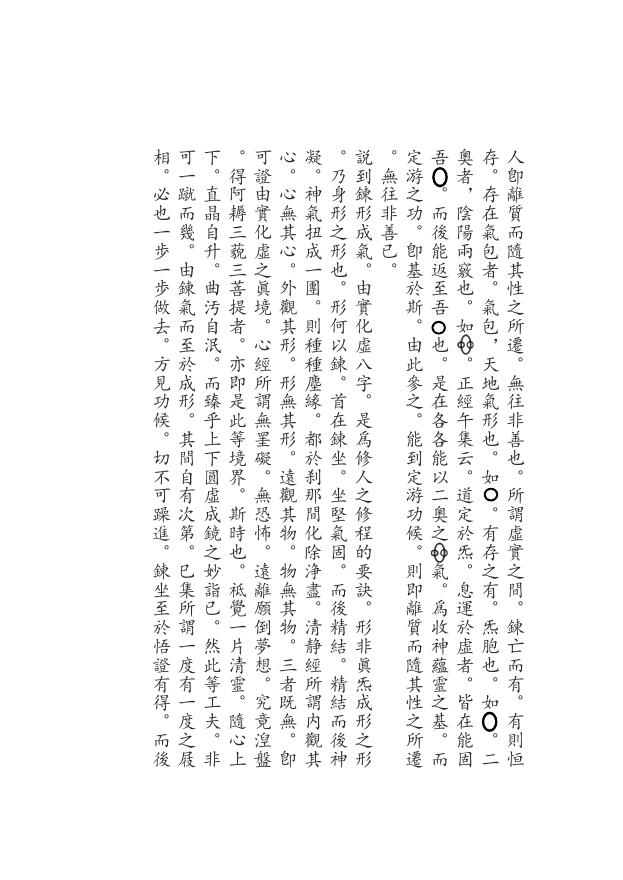 人卽離質而隨其性之所遷。無往非善也。所謂虛實之間。鍊亡而有。有則恒
存。存在氣包者。氣包，天地氣形也。如○。有存之有。炁胞也。如○。二
奧者，陰陽兩竅也。如。正經午集云。道定於炁。息運於虛者。皆在能固
吾○。而後能返至吾○也。是在各各能以二奧之氣。爲收神蘊靈之基。而
定游之功。卽基於斯。由此參之。能到定游功候。則即離質而隨其性之所遷
。無往非善已。
説到鍊形成氣。由實化虛八字。是爲修人之修程的要訣。形非眞炁成形之形
。乃身形之形也。形何以鍊。首在鍊坐。坐堅氣固。而後精結。精結而後神
凝。神氣扭成一團。則種種塵緣。都於刹那間化除净盡。清静經所謂内觀其
心。心無其心。外觀其形。形無其形。遠觀其物。物無其物。三者既無。卽
可證由實化虛之眞境。心經所謂無罣礙。無恐怖。遠離顚倒夢想。究竟湼盤
。得阿耨三藐三菩提者。亦即是此等境界。斯時也。祗覺一片清靈。隨心上
下。直晶自升。曲污自泯。而臻乎上下圓虛成鏡之妙詣已。然此等工夫。非
可一蹴而幾。由鍊氣而至於成形。其間自有次第。巳集所謂一度有一度之屐
相。必也一步一步做去。方見功候。切不可躁進。鍊坐至於悟證有得。而後